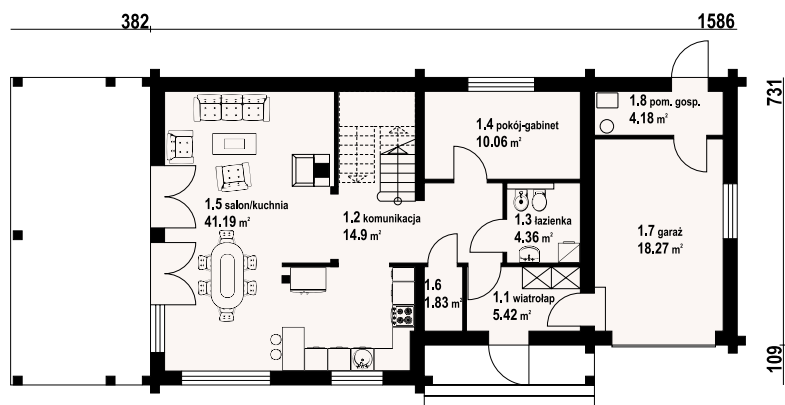 382
1586
731
109
1.8 pom. gosp.
4.18 m²
1.4 pokój-gabinet
10.06 m²
1.5 salon/kuchnia
41.19 m²
1.2 komunikacja
14.9 m²
1.3 łazienka
4.36 m²
1.7 garaż
18.27 m²
1.6
1.83 m²
1.1 wiatrołap
5.42 m²